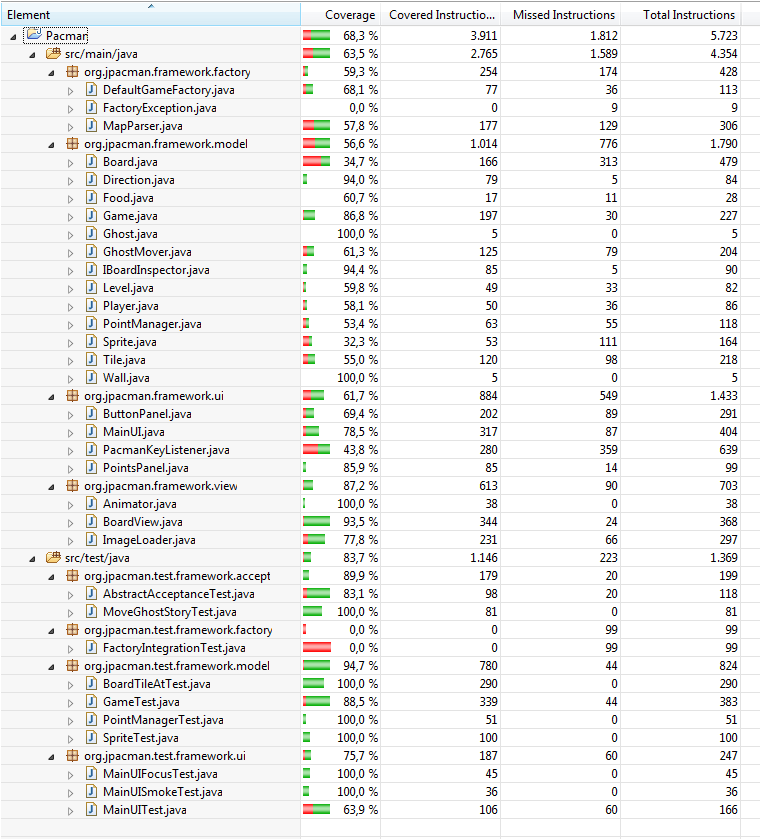 Element Coverage Covered Instructio... Missed Instructions Total Instructions
Pacman 68,3 % 3.911 1.812 5.723
src/main/java 63,5 % 2.765 1.589 4.354
org.jpacman.framework.factory 59,3 % 254 174 428
DefaultGameFactory.java 68,1 % 77 36 113
FactoryException.java 0,0 % 0 9 9
MapParser.java 57,8 % 177 129 306
org.jpacman.framework.model 56,6 % 1.014 776 1.790
Board.java 34,7 % 166 313 479
Direction.java 94,0 % 79 5 84
Food.java 60,7 % 17 11 28
Game.java 86,8 % 197 30 227
Ghost.java 100,0 % 5 0 5
GhostMover.java 61,3 % 125 79 204
IBoardInspector.java 94,4 % 85 5 90
Level.java 59,8 % 49 33 82
Player.java 58,1 % 50 36 86
PointManager.java 53,4 % 63 55 118
Sprite.java 32,3 % 53 111 164
Tile.java 55,0 % 120 98 218
Wall.java 100,0 % 5 0 5
org.jpacman.framework.ui 61,7 % 884 549 1.433
ButtonPanel.java 69,4 % 202 89 291
MainUI.java 78,5 % 317 87 404
PacmanKeyListener.java 43,8 % 280 359 639
PointsPanel.java 85,9 % 85 14 99
org.jpacman.framework.view 87,2 % 613 90 703
Animator.java 100,0 % 38 0 38
BoardView.java 93,5 % 344 24 368
ImageLoader.java 77,8 % 231 66 297
src/test/java 83,7 % 1.146 223 1.369
org.jpacman.test.framework.accept 89,9 % 179 20 199
AbstractAcceptanceTest.java 83,1 % 98 20 118
MoveGhostStoryTest.java 100,0 % 81 0 81
org.jpacman.test.framework.factory 0,0 % 0 99 99
FactoryIntegrationTest.java 0,0 % 0 99 99
org.jpacman.test.framework.model 94,7 % 780 44 824
BoardTileAtTest.java 100,0 % 290 0 290
GameTest.java 88,5 % 339 44 383
PointManagerTest.java 100,0 % 51 0 51
SpriteTest.java 100,0 % 100 0 100
org.jpacman.test.framework.ui 75,7 % 187 60 247
MainUIFocusTest.java 100,0 % 45 0 45
MainUISmokeTest.java 100,0 % 36 0 36
MainUITest.java 63,9 % 106 60 166